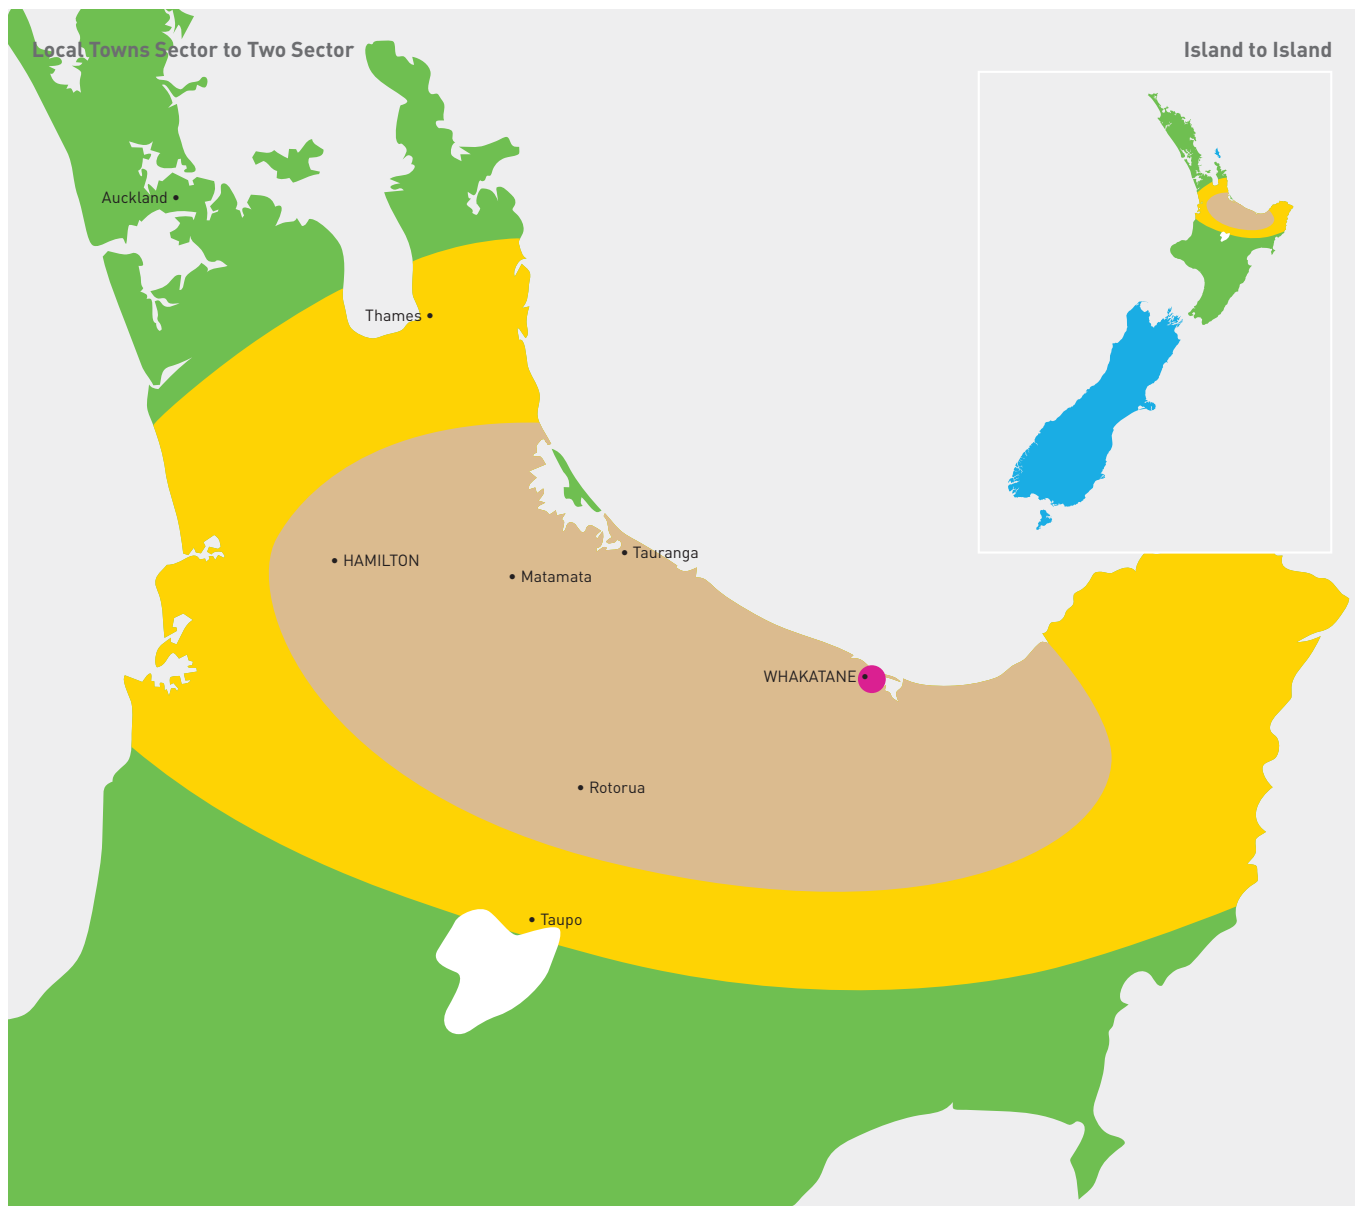 Local Towns Sector to Two Sector
Island to Island
Auckland
Thames
HAMILTON
Tauranga
Matamata
WHAKATANE
Rotorua
Taupo